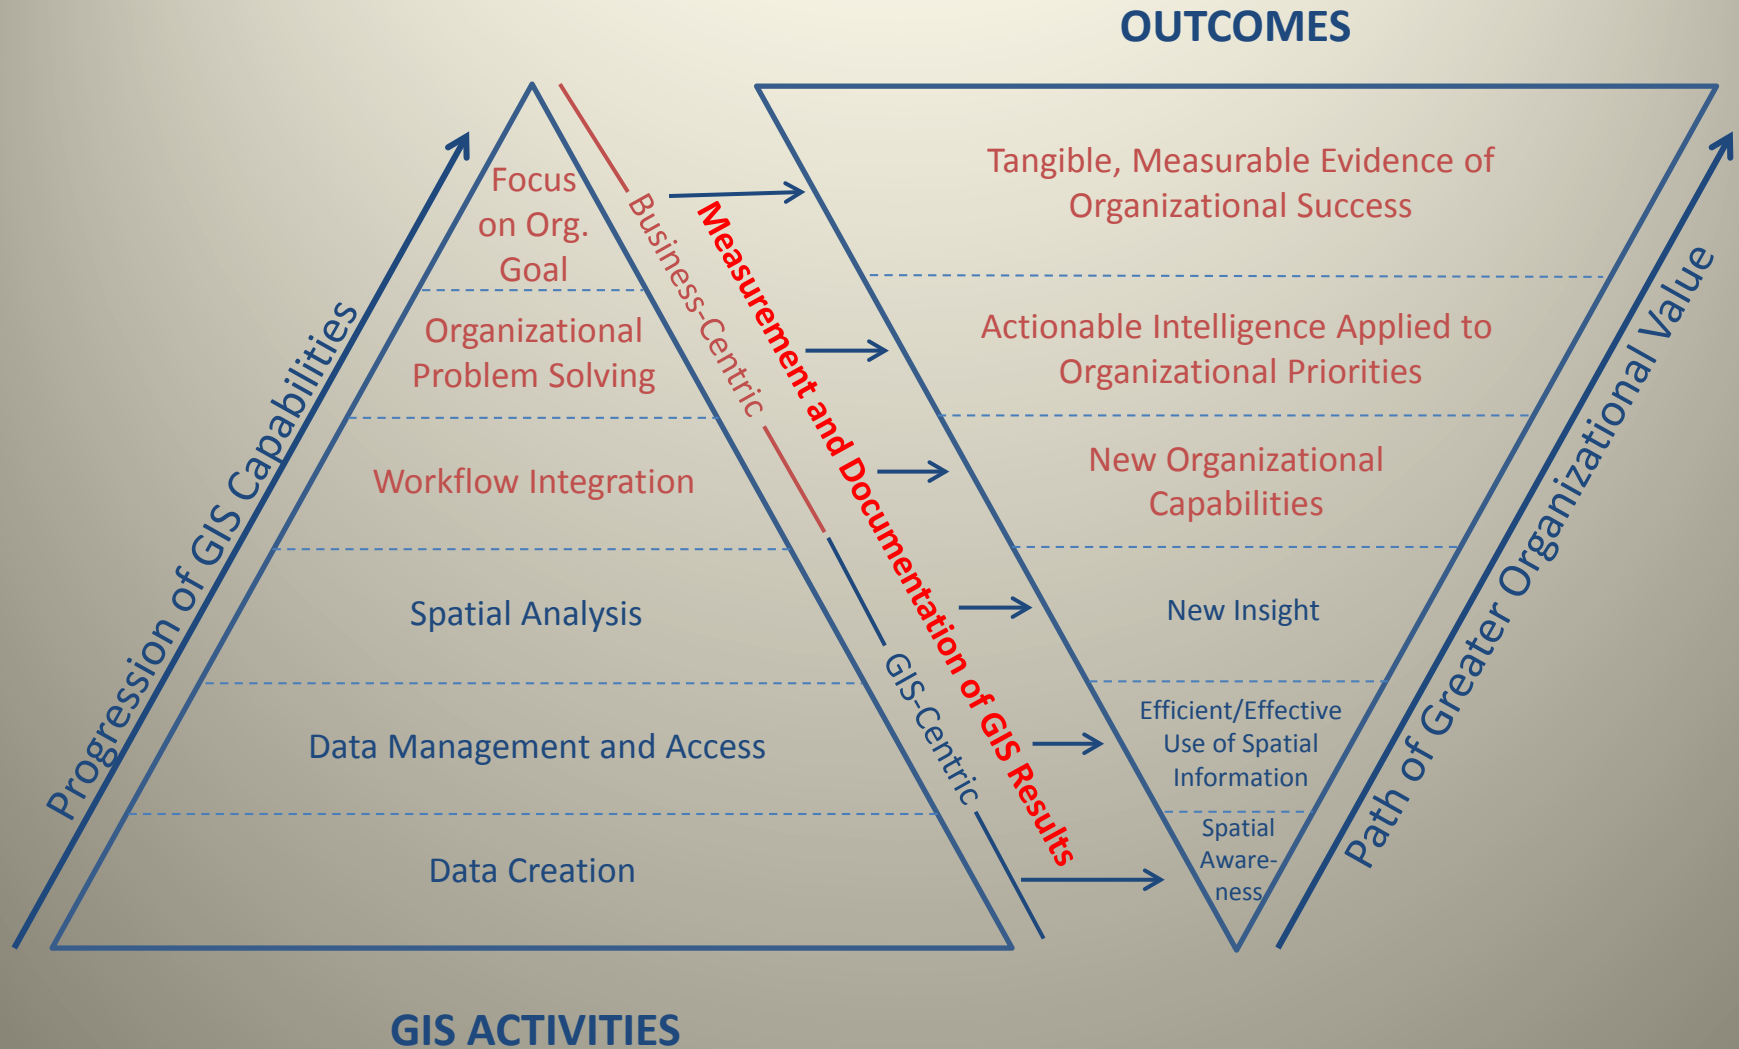 OUTCOMES
Progression of GIS Capabilities
Focus
on Org.
Goal
Organizational
Problem Solving
Workflow Integration
Spatial Analysis
Data Management and Access
Data Creation
Business-Centric
GIS-Centric
Measurement and Documentation of GIS Results
Tangible, Measurable Evidence of
Organizational Success
Actionable Intelligence Applied to
Organizational Priorities
New Organizational
Capabilities
New Insight
Efficient/Effective
Use of Spatial
Information
Spatial
Aware-
ness
Path of Greater Organizational Value
GIS ACTIVITIES